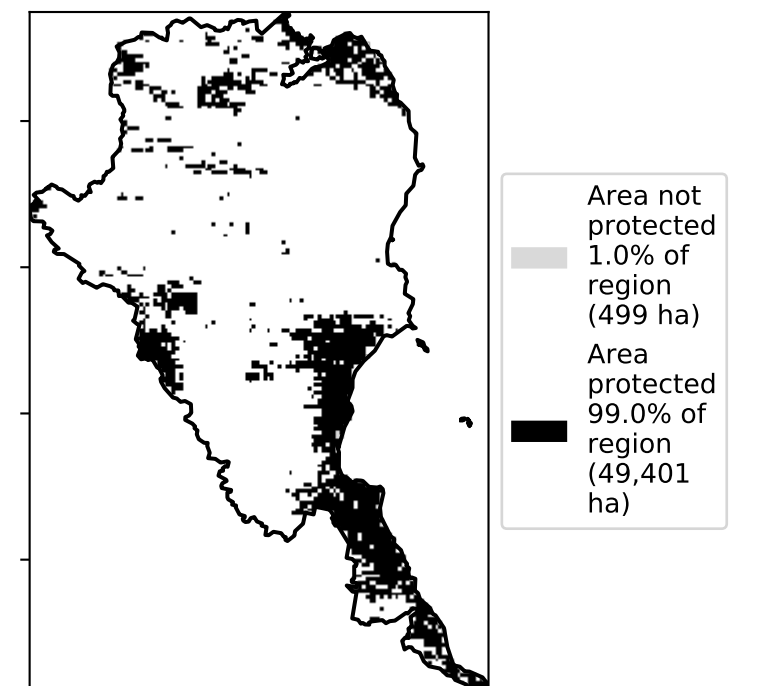 Area not
protected
1.0% of
region
(499 ha)
Area
protected
99.0% of
region
(49,401
ha)